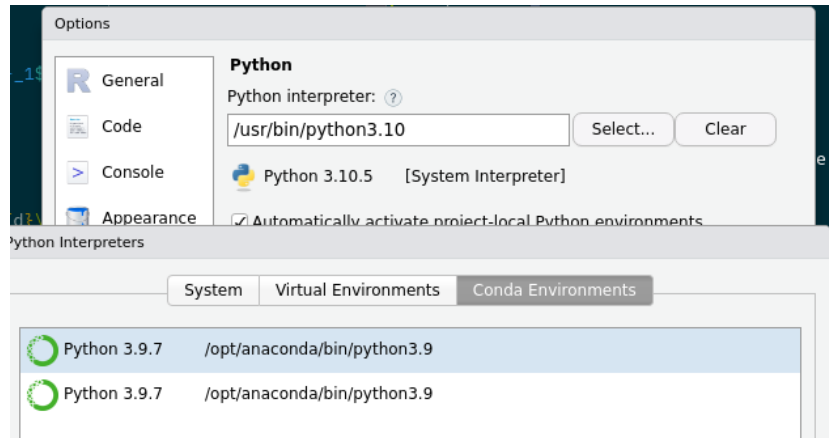 Options
_1$
General
Code
Console
Appearance
Python
Python interpreter: ?
/usr/bin/python3.10
Select...
Clear
Python 3.10.5 [System Interpreter]
Automatically activate project-local Python environments
e
d}\
Python Interpreters
System
Virtual Environments
Conda Environments
Python 3.9.7 /opt/anaconda/bin/python3.9
Python 3.9.7 /opt/anaconda/bin/python3.9